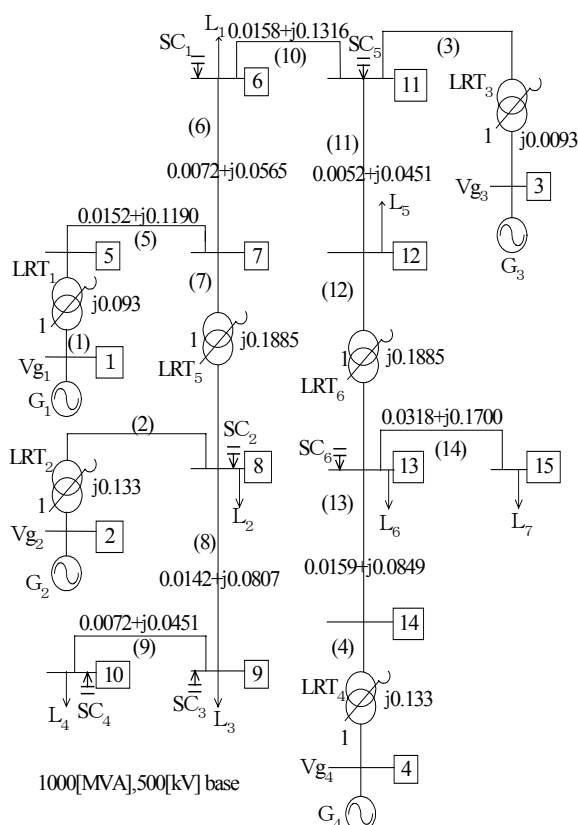 L1 0.0158+j0.1316
SC1 (10) SC5 (3)
6 11 LRT3
1 j0.0093
(6) (11)
0.0072+j0.0565 0.0052+j0.0451
L5 Vg3 3
0.0152+j0.1190
(5) G3
5 7 12
LRT1 (7) (12)
j0.093
1 1 j0.1885 1 j0.1885
(1) LRT5 LRT6
Vg1 1
G1 0.0318+j0.1700
(2) SC2 SC6 (14)
LRT2 8 13 15
j0.133 (13)
1 L2 L6 L7
Vg2 2 (8)
G2 0.0142+j0.0807 0.0159+j0.0849
0.0072+j0.0451 14
(9) (4)
10 9 LRT4
L4 SC4 SC3 L3 j0.133
1
1000[MVA],500[kV] base Vg4 4
G4